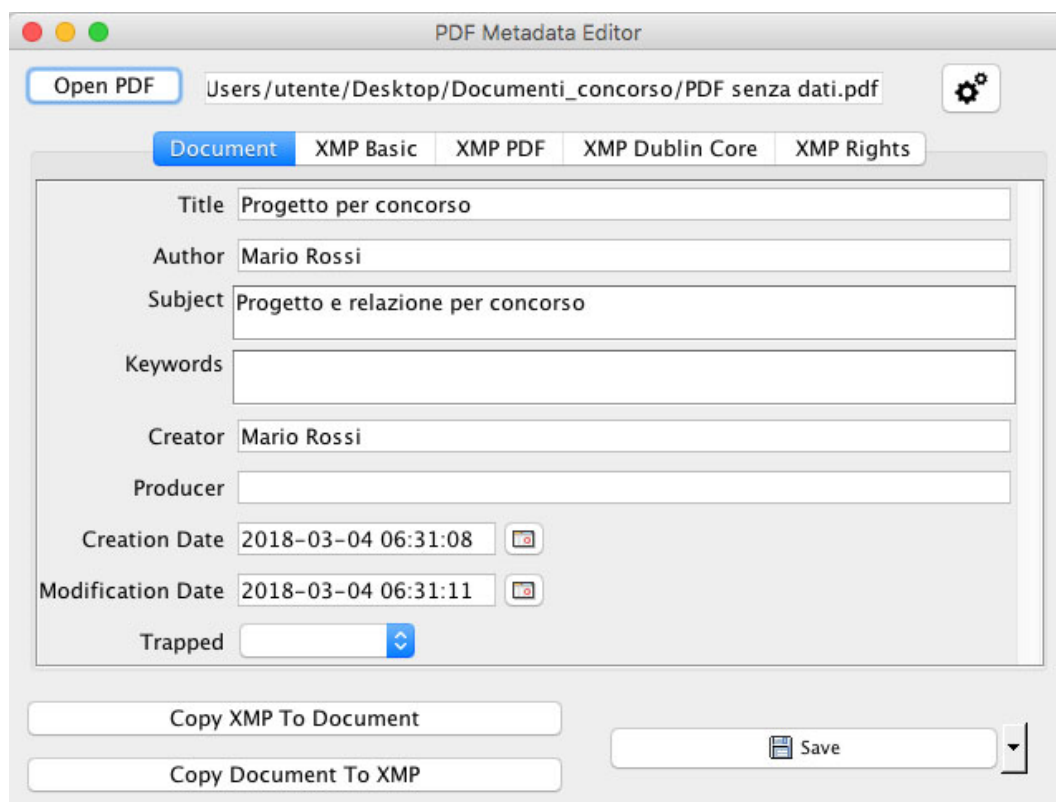 PDF Metadata Editor
Open PDF Users/utente/Desktop/Documenti_concorso/PDF senza dati.pdf
Document XMP Basic XMP PDF XMP Dublin Core XMP Rights
Title Progetto per concorso
Author Mario Rossi
Subject Progetto e relazione per concorso
Keywords
Creator Mario Rossi
Producer
Creation Date 2018-03-04 06:31:08
Modification Date 2018-03-04 06:31:11
Trapped
Copy XMP To Document
Save
Copy Document To XMP